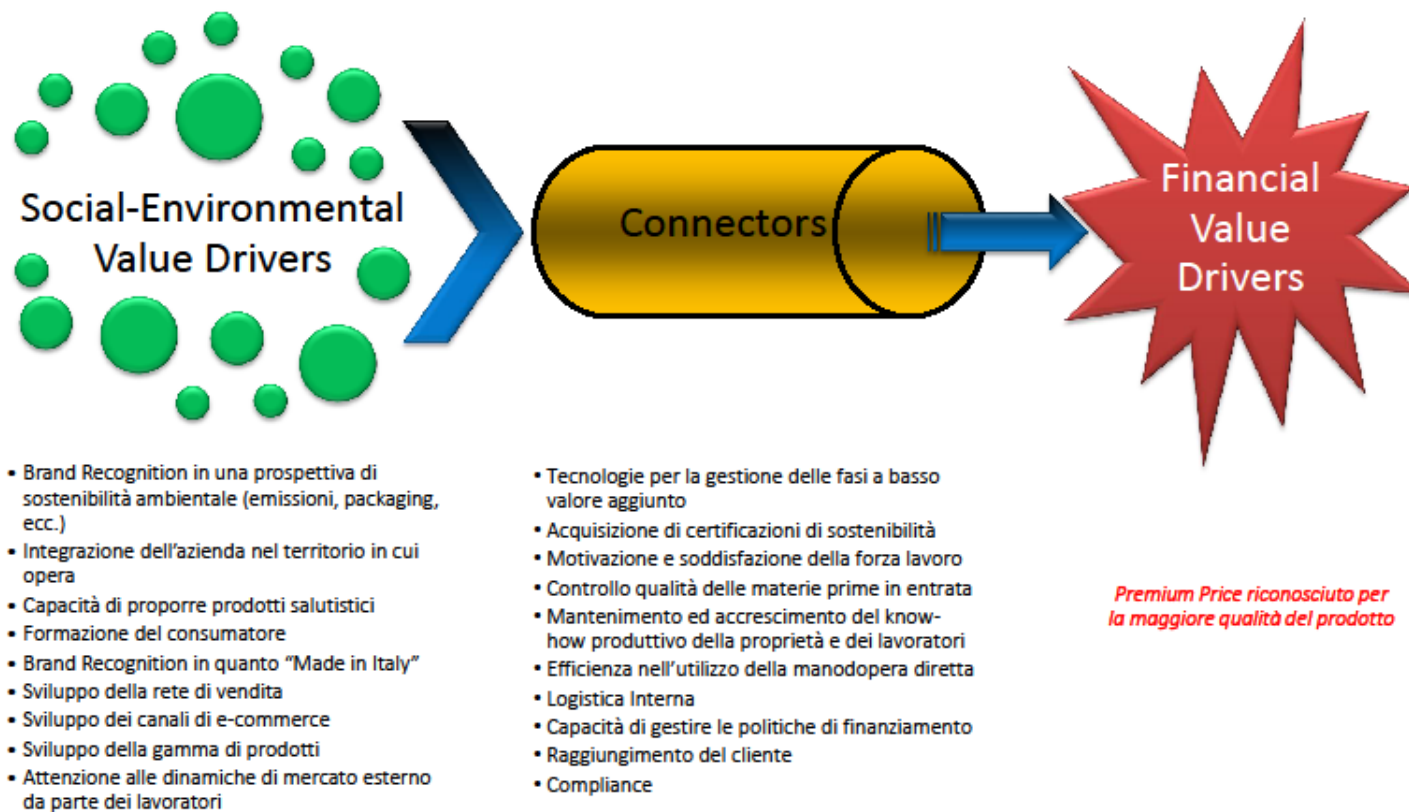 Social-Environmental
Value Drivers
Connectors
Financial
Value
Drivers
• Brand Recognition in una prospettiva di
sostenibilità ambientale (emissioni, packaging,
ecc.)
• Integrazione dell'azienda nel territorio in cui
opera
• Capacità di proporre prodotti salutistici
• Formazione del consumatore
• Brand Recognition in quanto "Made in Italy"
• Sviluppo della rete di vendita
• Sviluppo dei canali di e-commerce
• Sviluppo della gamma di prodotti
• Attenzione alle dinamiche di mercato esterno
da parte dei lavoratori
• Tecnologie per la gestione delle fasi a basso
valore aggiunto
• Acquisizione di certificazioni di sostenibilità
• Motivazione e soddisfazione della forza lavoro
• Controllo qualità delle materie prime in entrata
• Mantenimento ed accrescimento del know-
how produttivo della proprietà e dei lavoratori
• Efficienza nell'utilizzo della manodopera diretta
• Logistica Interna
• Capacità di gestire le politiche di finanziamento
• Raggiungimento del cliente
• Compliance
Premium Price riconosciuto per
la maggiore qualità del prodotto